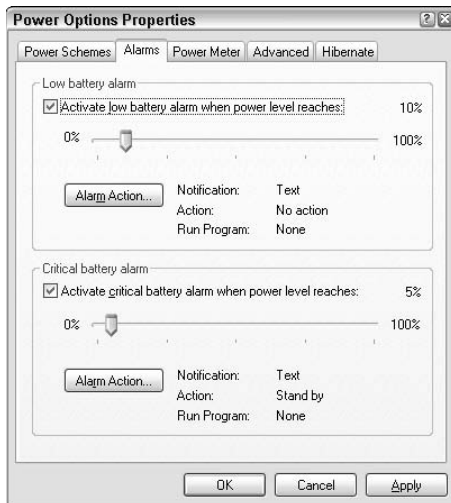 Power Options Properties
Power Schemes Alarms Power Meter Advanced Hibernate
Low battery alarm
Activate low battery alarm when power level reaches: 10%
0% 100%
Alarm Action... Notification: Text
Action: No action
Run Program: None
Critical battery alarm
Activate critical battery alarm when power level reaches: 5%
0% 100%
Alarm Action... Notification: Text
Action: Stand by
Run Program: None
OK Cancel Apply